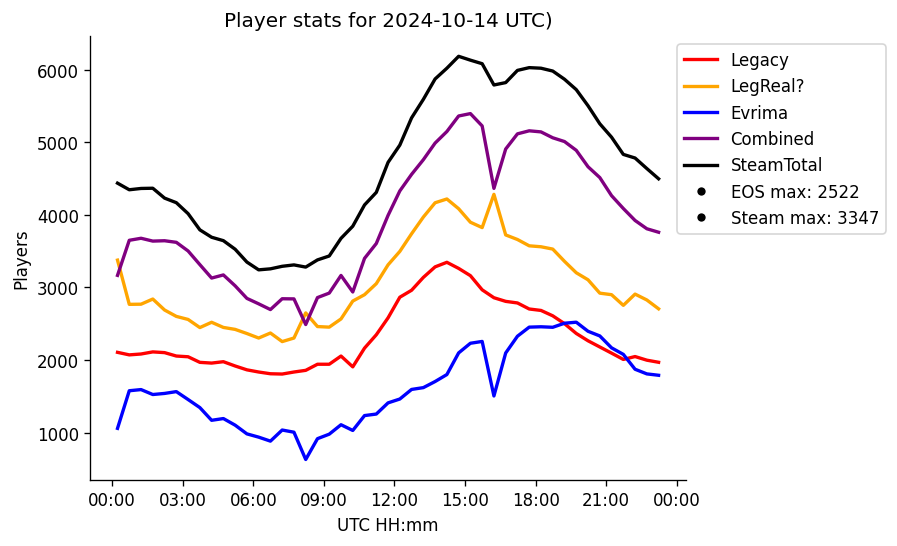 Player stats for 2024-10-14 UTC)
Players
6000
5000
4000
3000
2000
1000
00:00 03:00 06:00 09:00 12:00 15:00 18:00 21:00 00:00
UTC HH:mm
Legacy
LegReal?
Evrima
Combined
SteamTotal
EOS max: 2522
Steam max: 3347